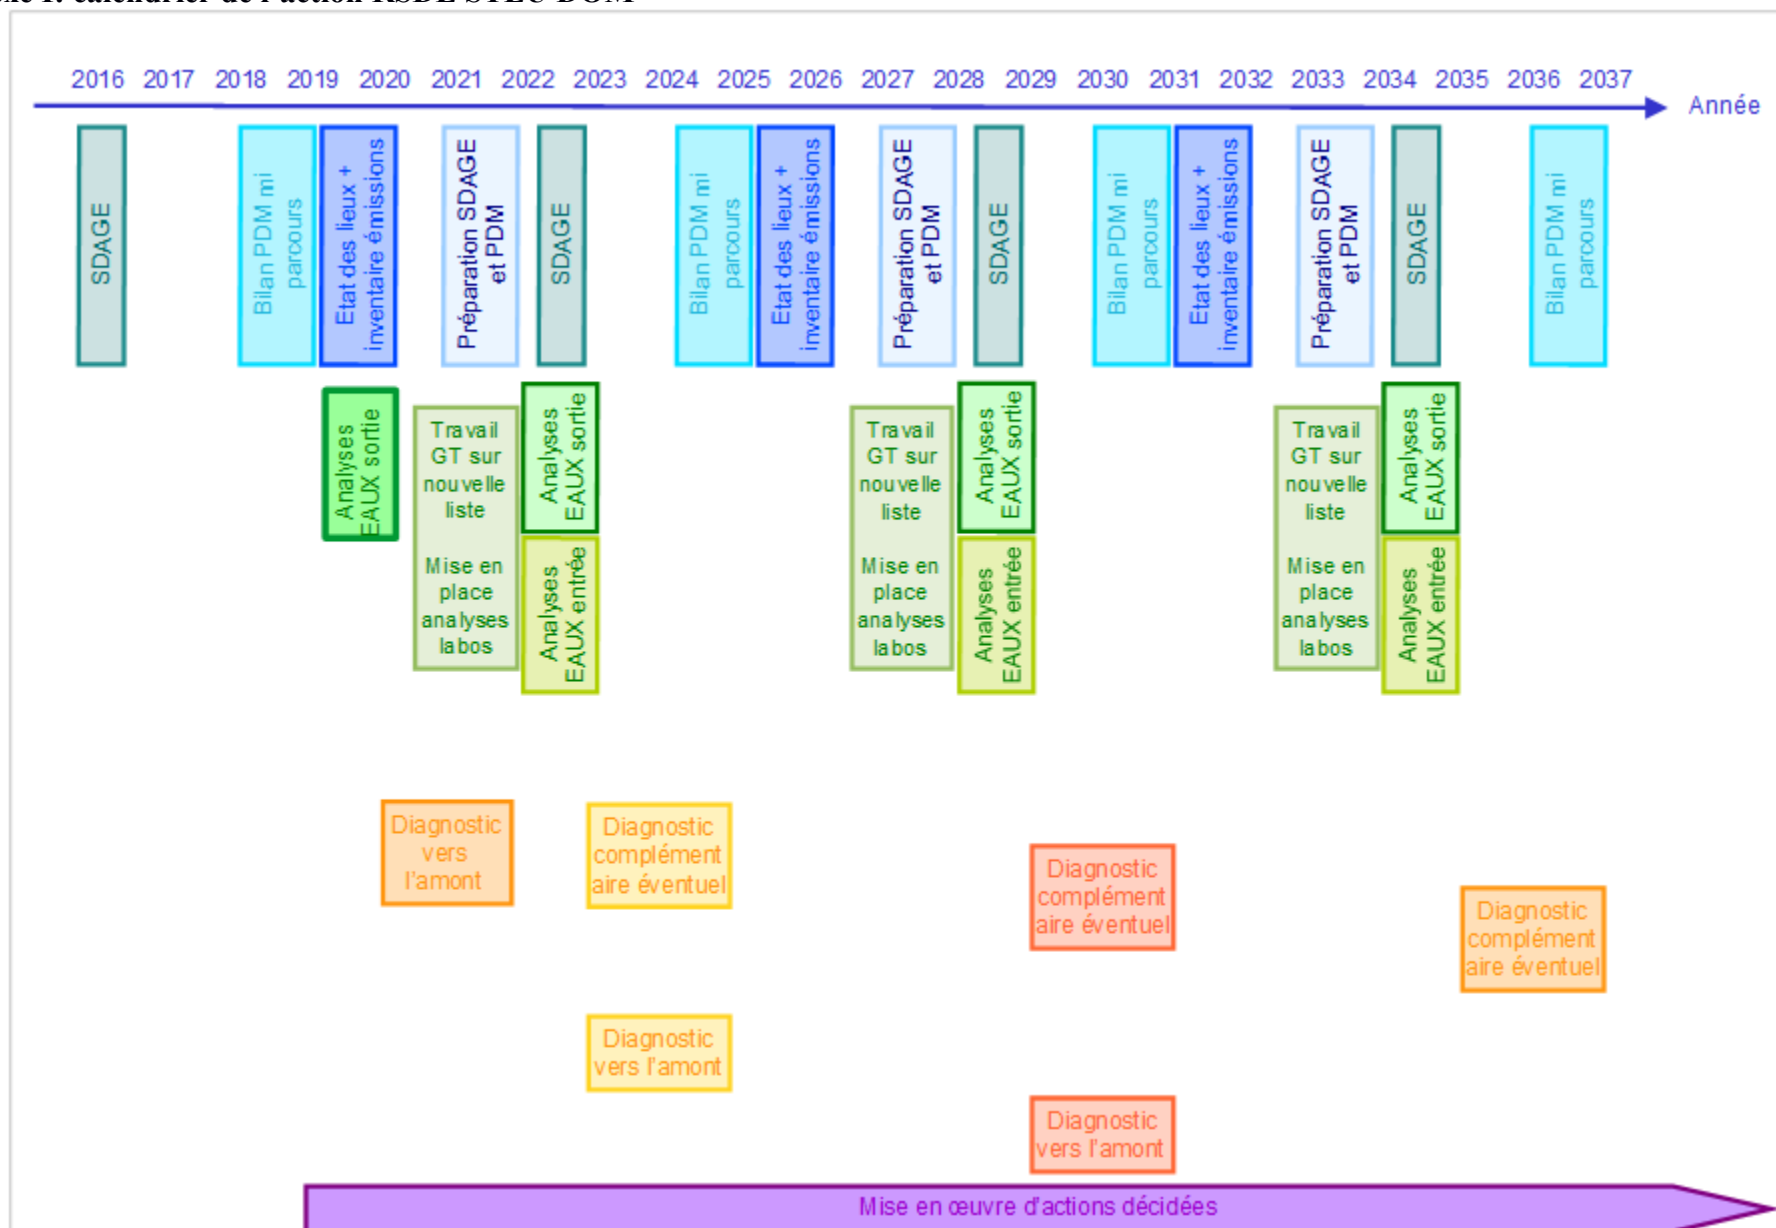 2016 2017 2018 2019 2020 2021 2022 2023 2024 2025 2026 2027 2028 2029 2030 2031 2032 2033 2034 2035 2036 2037
Année
SDAGE
Bilan PDM mi
parcours
Etat des lieux +
inventaire émissions
Préparation SDAGE
et PDM
SDAGE
Bilan PDM mi
parcours
Etat des lieux +
inventaire émissions
Préparation SDAGE
et PDM
SDAGE
Bilan PDM mi
parcours
Etat des lieux +
inventaire émissions
Préparation SDAGE
et PDM
SDAGE
Bilan PDM mi
parcours
Analyses
EAUX sortie
Travail
GT sur
nouvelle
liste
Mise en
place
analyses
labos
Analyses
EAUX sortie
Analyses
EAUX entrée
Travail
GT sur
nouvelle
liste
Mise en
place
analyses
labos
Analyses
EAUX sortie
Analyses
EAUX entrée
Travail
GT sur
nouvelle
liste
Mise en
place
analyses
labos
Analyses
EAUX sortie
Analyses
EAUX entrée
Diagnostic
vers
l'amont
Diagnostic
complément
aire éventuel
Diagnostic
complément
aire éventuel
Diagnostic
complément
aire éventuel
Diagnostic
vers l'amont
Diagnostic
vers l'amont
Mise en œuvre d'actions décidées